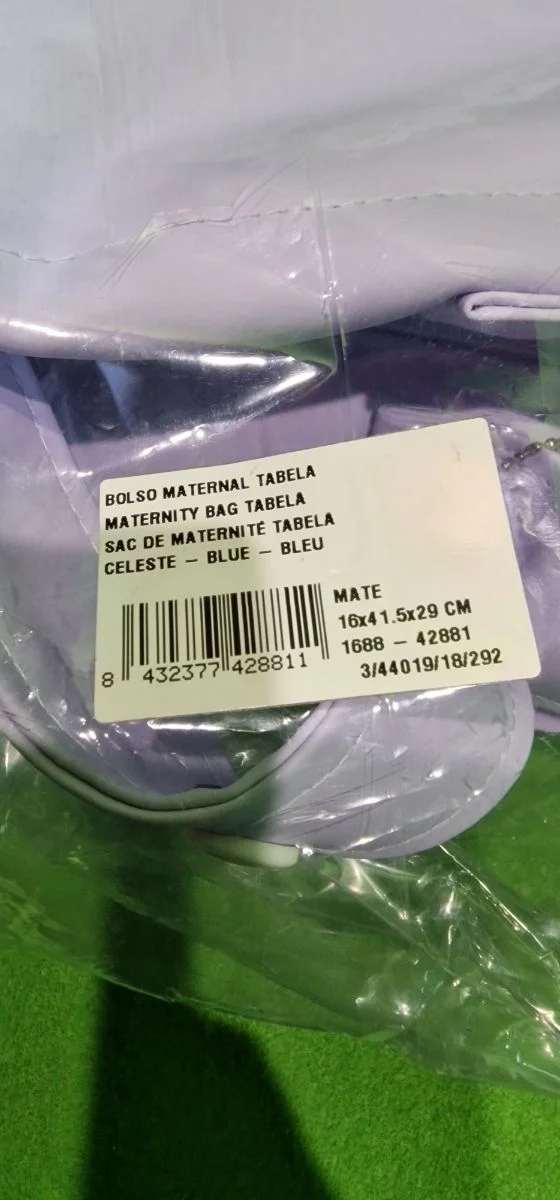 BOLSO MATERNAL TABELA
MATERNITY BAG TABELA
SAC DE MATERNITÉ TABELA
CELESTE – BLUE – BLEU
MATE
16x41.5x29 CM
1688 – 42881
3/44019/18/292
8 432377 428811